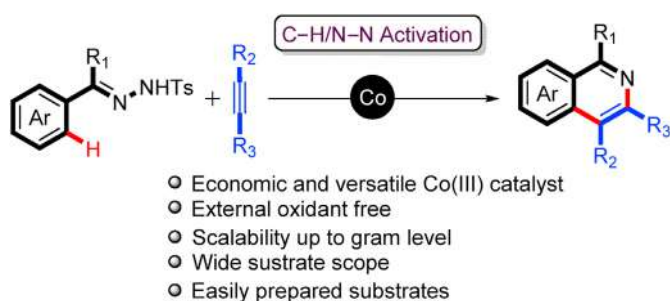 C–H/N–N Activation
R1
Ar
H
N
NHTs
+
R2
R3
Co
R1
Ar
N
R3
R2
Economic and versatile Co(III) catalyst
External oxidant free
Scalability up to gram level
Wide sustrate scope
Easily prepared substrates